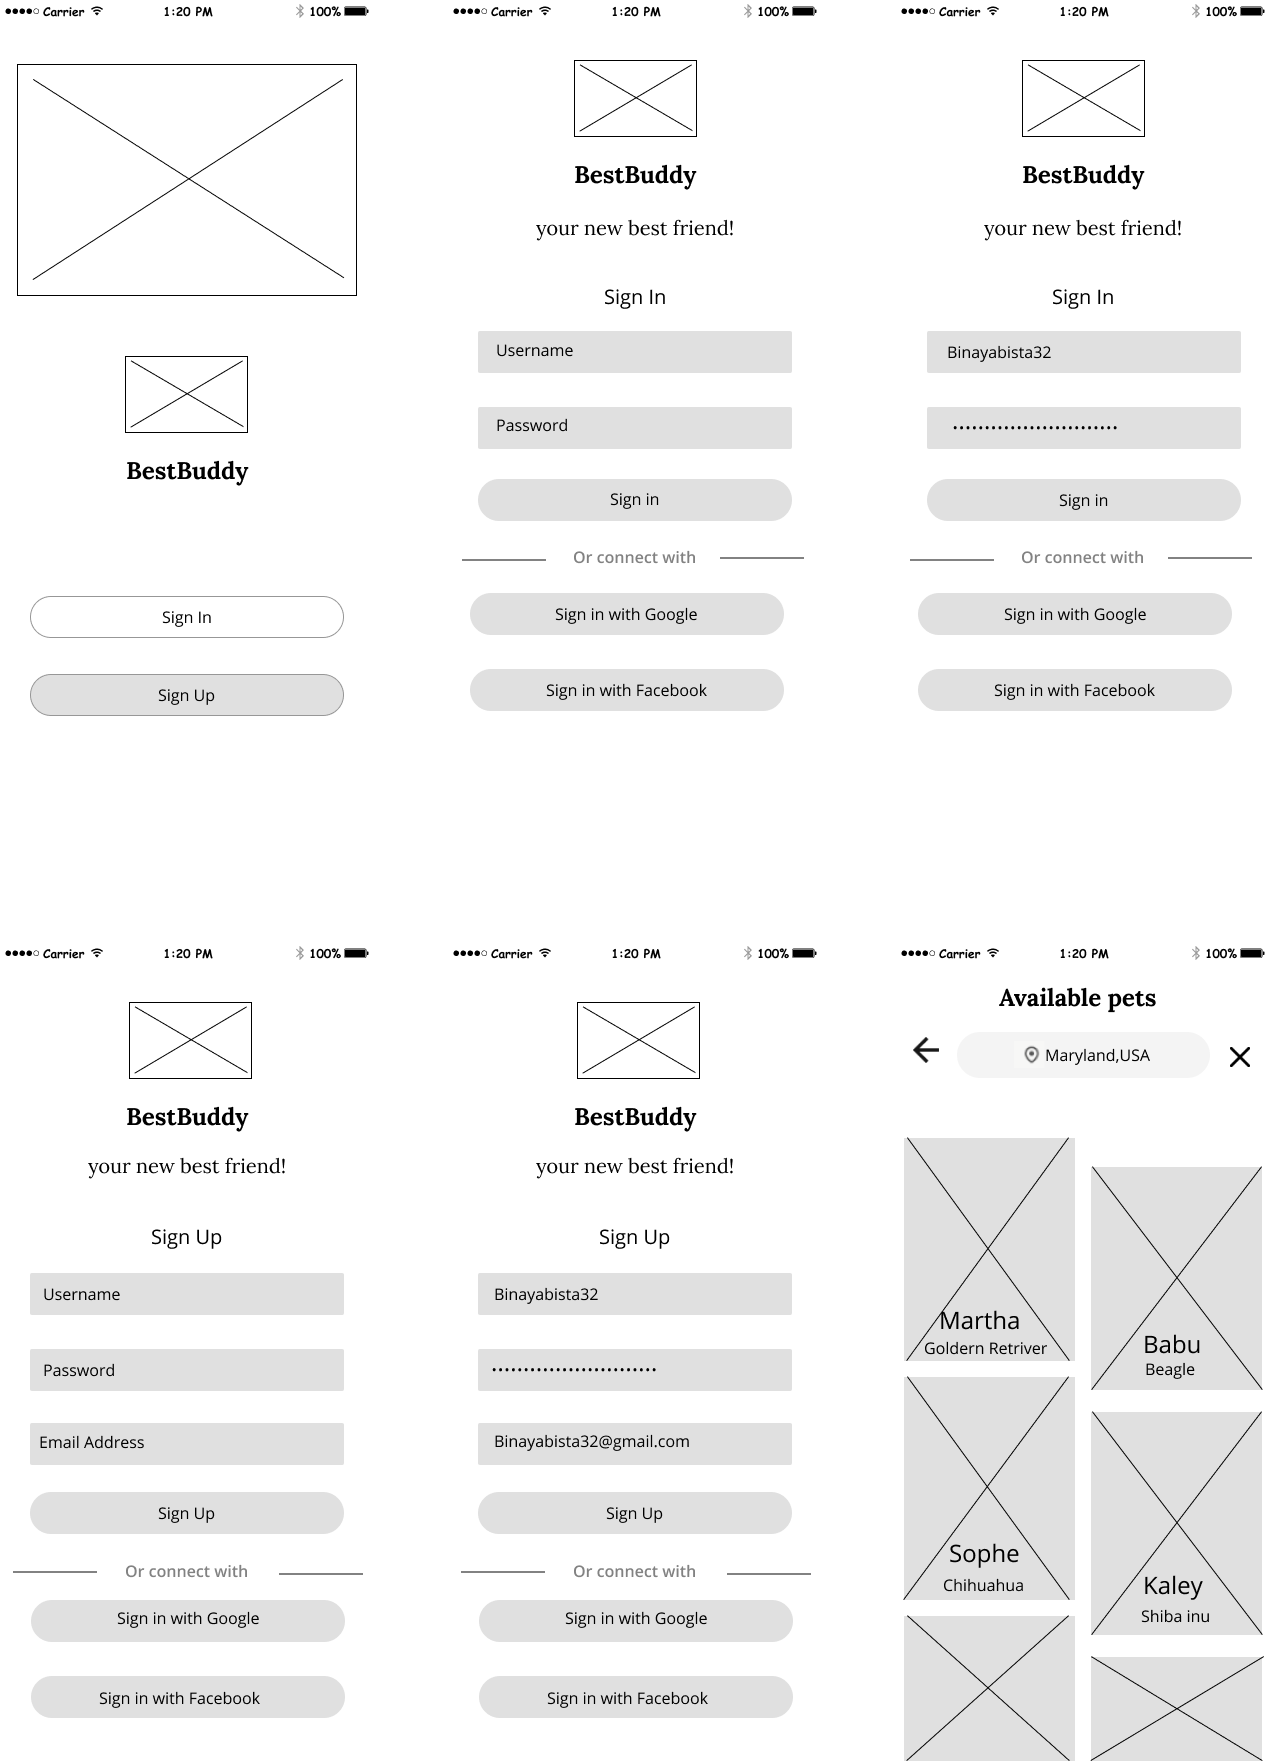 Carrier 1:20 PM 100%
BestBuddy
Sign In
Sign Up
Carrier 1:20 PM 100%
BestBuddy
your new best friend!
Sign In
Username
Password
Sign in
Or connect with
Sign in with Google
Sign in with Facebook
Carrier 1:20 PM 100%
BestBuddy
your new best friend!
Sign In
Binayabista32
••••••••••••••••••••••••••
Sign in
Or connect with
Sign in with Google
Sign in with Facebook
Carrier 1:20 PM 100%
BestBuddy
your new best friend!
Sign Up
Username
Password
Email Address
Sign Up
Or connect with
Sign in with Google
Sign in with Facebook
Carrier 1:20 PM 100%
BestBuddy
your new best friend!
Sign Up
Binayabista32
••••••••••••••••••••••••••
Binayabista32@gmail.com
Sign Up
Or connect with
Sign in with Google
Sign in with Facebook
Carrier 1:20 PM 100%
Available pets
Maryland,USA
Martha
Goldern Retriver
Babu
Beagle
Sophe
Chihuahua
Kaley
Shiba inu